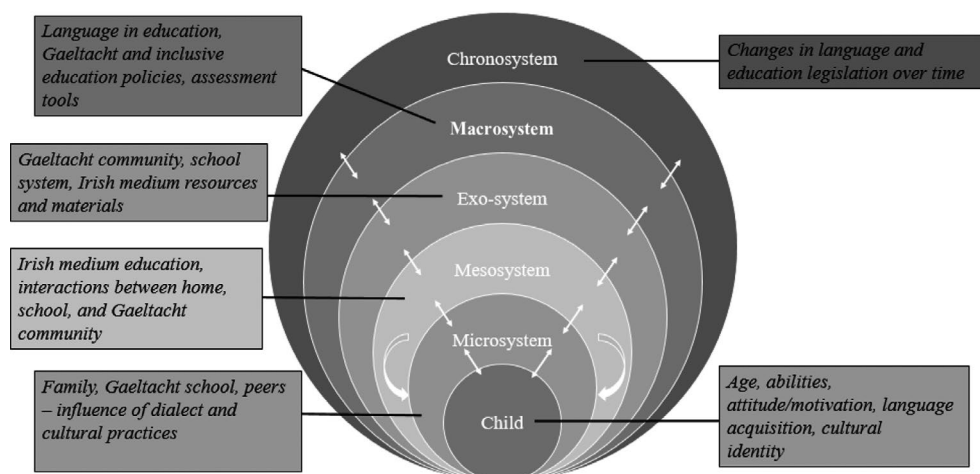 Language in education,
Gaeltacht and inclusive
education policies, assessment
tools
Chronosystem
Changes in language and
education legislation over time
Macrosystem
Gaeltacht community, school
system, Irish medium resources
and materials
Exo-system
Irish medium education,
interactions between home,
school, and Gaeltacht
community
Mesosystem
Microsystem
Family, Gaeltacht school, peers
– influence of dialect and
cultural practices
Child
Age, abilities,
attitude/motivation, language
acquisition, cultural
identity